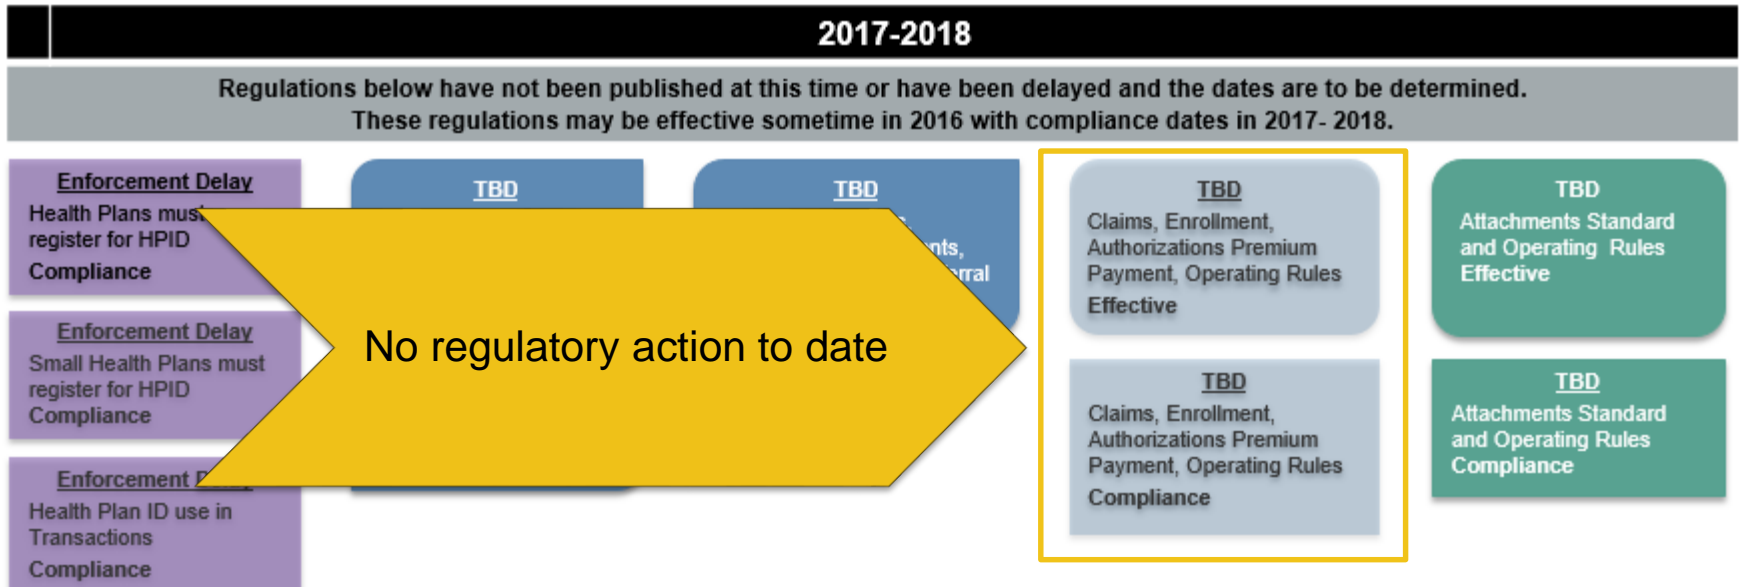 2017-2018
Regulations below have not been published at this time or have been delayed and the dates are to be determined.
These regulations may be effective sometime in 2016 with compliance dates in 2017- 2018.
Enforcement Delay
Health Plans must
register for HPID
Compliance
Enforcement Delay
Small Health Plans must
register for HPID
Compliance
Enforcement
Health Plan ID use in
Transactions
Compliance
TBD
TBD
No regulatory action to date
TBD
Claims, Enrollment,
Authorizations Premium
Payment, Operating Rules
Effective
TBD
Claims, Enrollment,
Authorizations Premium
Payment, Operating Rules
Compliance
TBD
Attachments Standard
and Operating Rules
Effective
TBD
Attachments Standard
and Operating Rules
Compliance